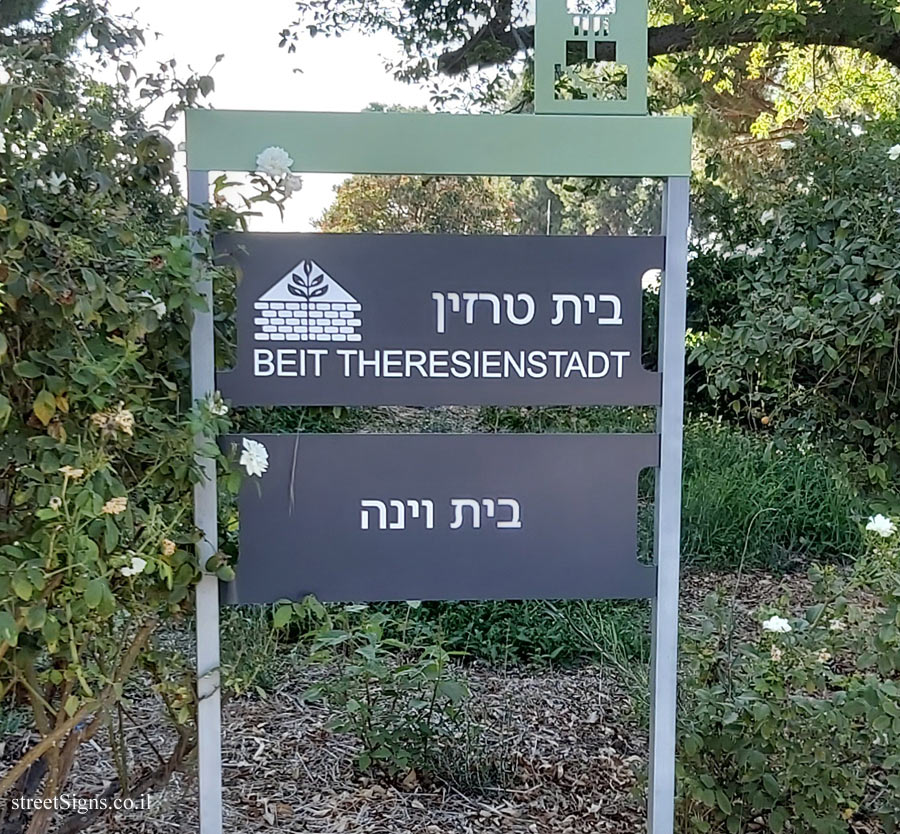 בית טרזין
BEIT THERESIENSTADT
בית וינה
streetSigns.co.il